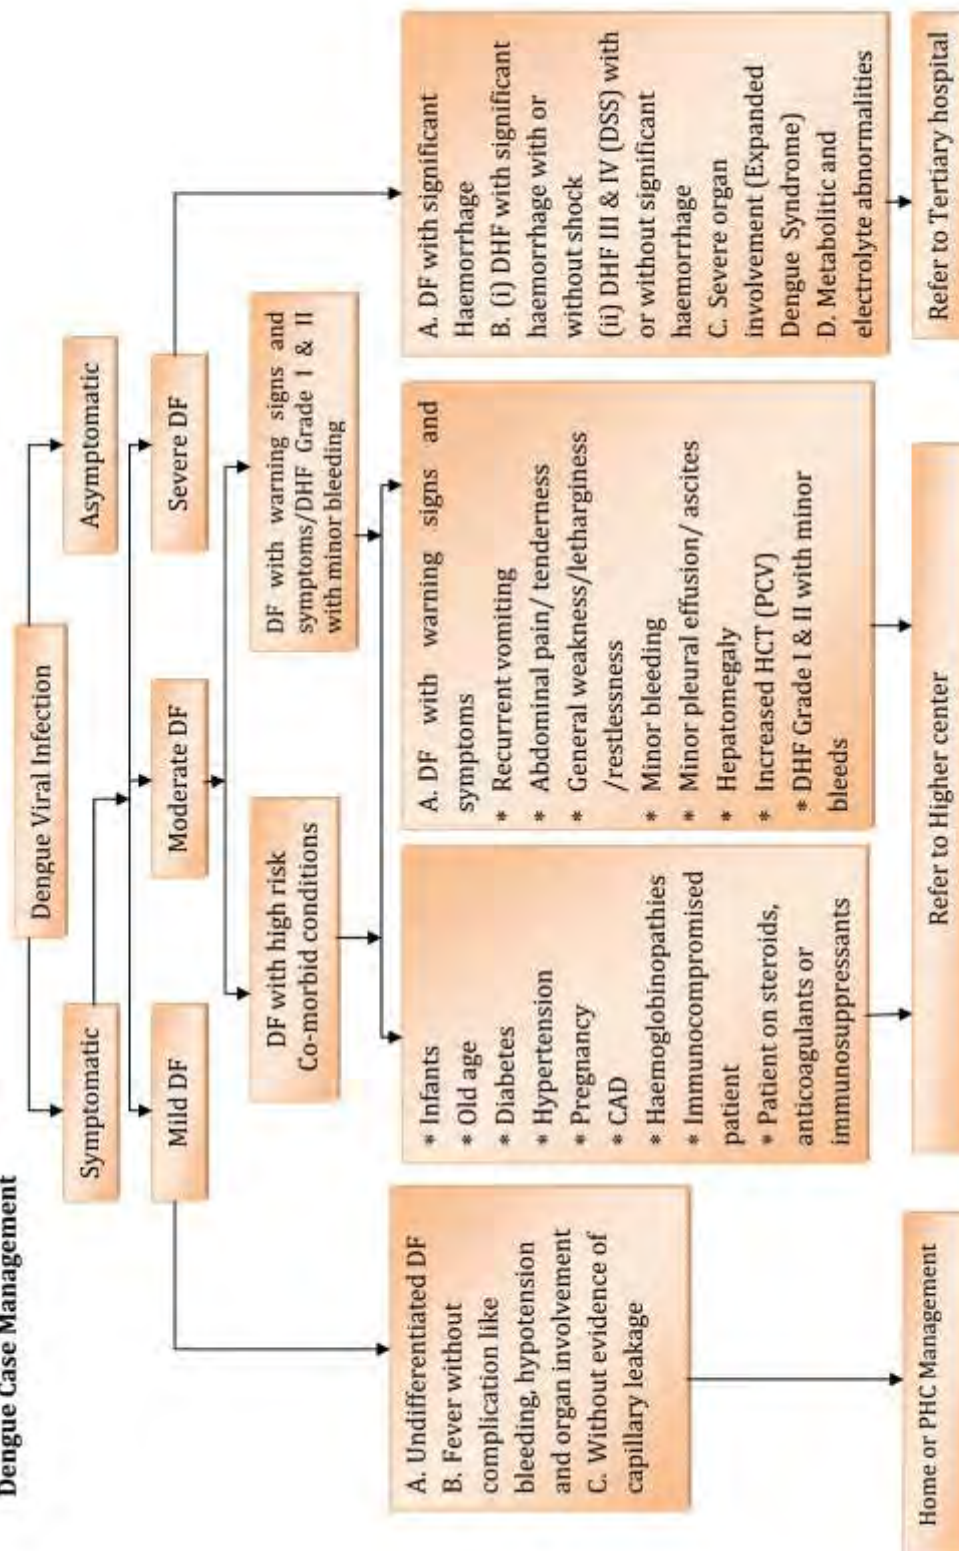 Dengue Case Management
Dengue Viral Infection
Symptomatic
Asymptomatic
Mild DF
Moderate DF
Severe DF
DF with high risk
Co-morbid conditions
DF with warning signs and
symptoms/DHF Grade I & II
with minor bleeding
A. Undifferentiated DF
B. Fever without
complication like
bleeding, hypotension
and organ involvement
C. Without evidence of
capillary leakage
* Infants
* Old age
* Diabetes
* Hypertension
* Pregnancy
* CAD
* Haemoglobinopathies
* Immunocompromised
patient
* Patient on steroids,
anticoagulants or
immunosuppressants
A. DF with warning signs and
symptoms
* Recurrent vomiting
* Abdominal pain/ tenderness
* General weakness/letharginess
/restlessness
* Minor bleeding
* Minor pleural effusion/ ascites
* Hepatomegaly
* Increased HCT (PCV)
* DHF Grade I & II with minor
bleeds
A. DF with significant
Haemorrhage
B. (i) DHF with significant
haemorrhage with or
without shock
(ii) DHF III & IV (DSS) with
or without significant
haemorrhage
C. Severe organ
involvement (Expanded
Dengue Syndrome)
D. Metabolitic and
electrolyte abnormalities
Home or PHC Management
Refer to Higher center
Refer to Tertiary hospital